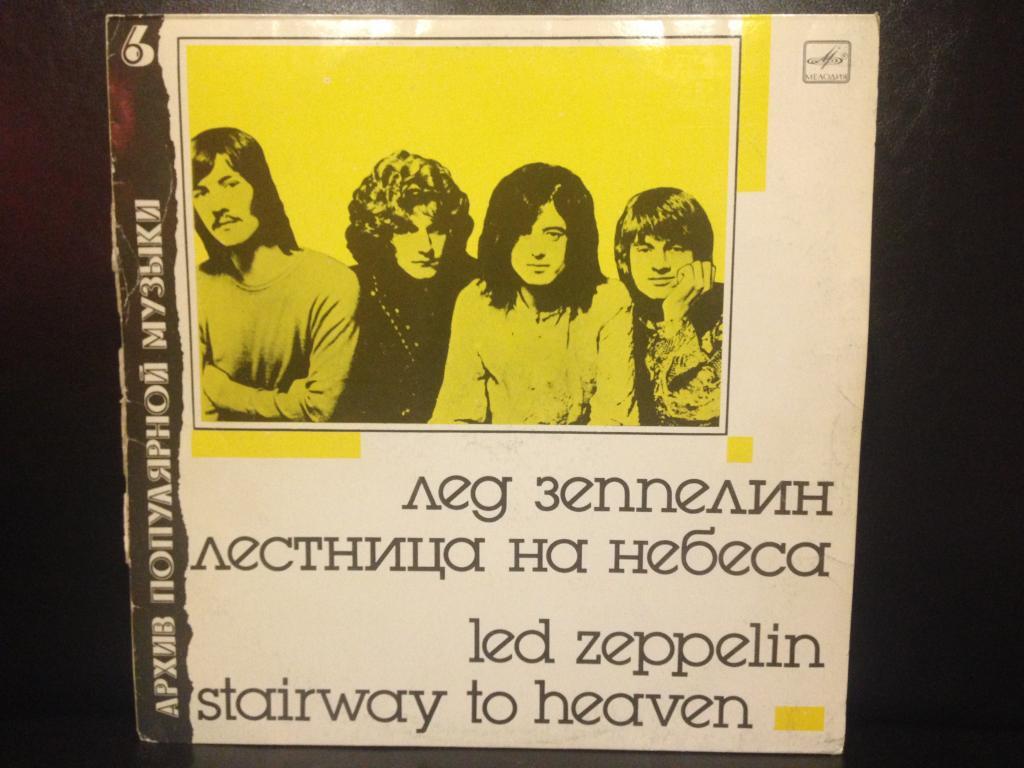 6
АРХИВ ПОПУЛЯРНОЙ МУЗЫКИ
МЕЛОДИЯ
лед зеппелин
лестница на небеса
led zeppelin
stairway to heaven